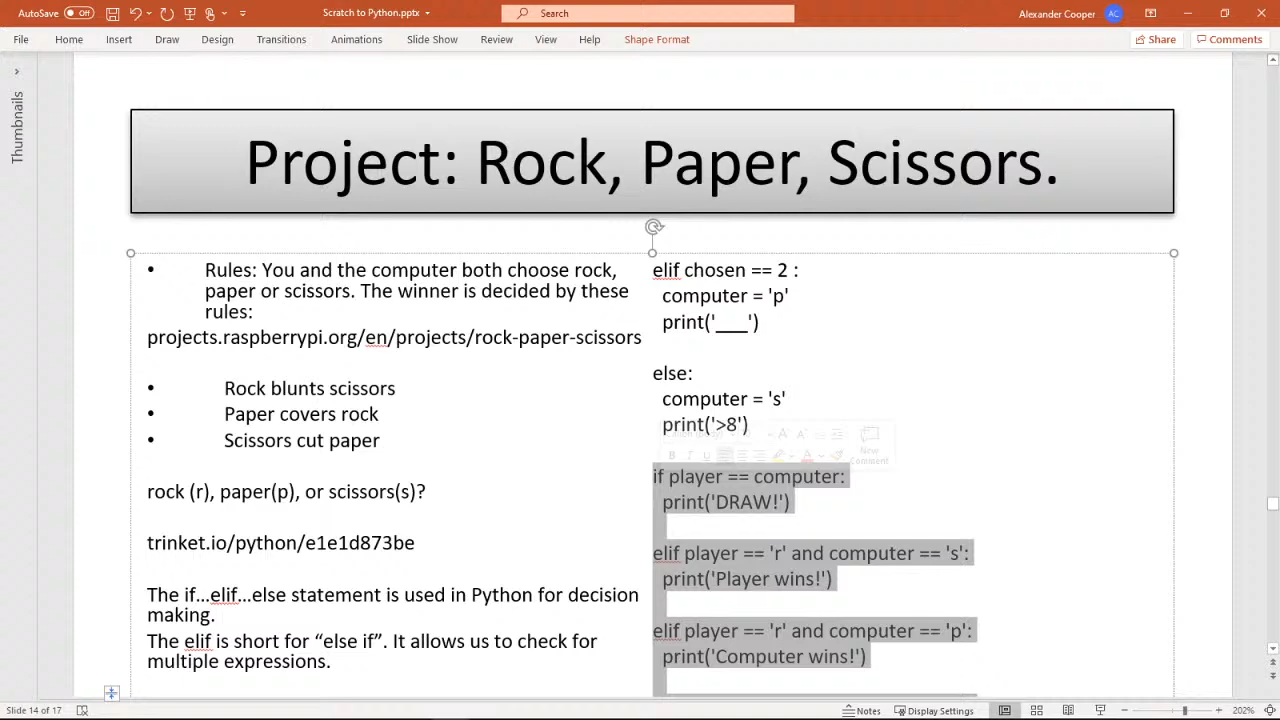 AutoSave Off
Scratch to Python.pptx
Search
Alexander Cooper AC
File Home Insert Draw Design Transitions Animations Slide Show Review View Help Shape Format Share Comments
Thumbnails
Project: Rock, Paper, Scissors.
• Rules: You and the computer both choose rock,
paper or scissors. The winner is decided by these
rules:
projects.raspberrypi.org/en/projects/rock-paper-scissors
• Rock blunts scissors
• Paper covers rock
• Scissors cut paper
rock (r), paper(p), or scissors(s)?
trinket.io/python/e1e1d873be
The if...elif...else statement is used in Python for decision
making.
The elif is short for “else if”. It allows us to check for
multiple expressions.
elif chosen == 2 :
computer = 'p'
print('___')
else:
computer = 's'
print('>8')
B I U
New
Comment
if player == computer:
print('DRAW!')
elif player == 'r' and computer == 's':
print('Player wins!')
elif player == 'r' and computer == 'p':
print('Computer wins!')
Slide 14 of 17
Notes Display Settings 202%